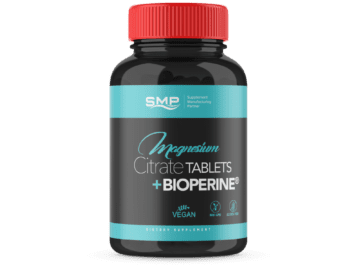 SMP
Supplement
Manufacturing
Partner
Magnesium
Citrate TABLETS
+BIOPERINE®
VEGAN
DIETARY SUPPLEMENT